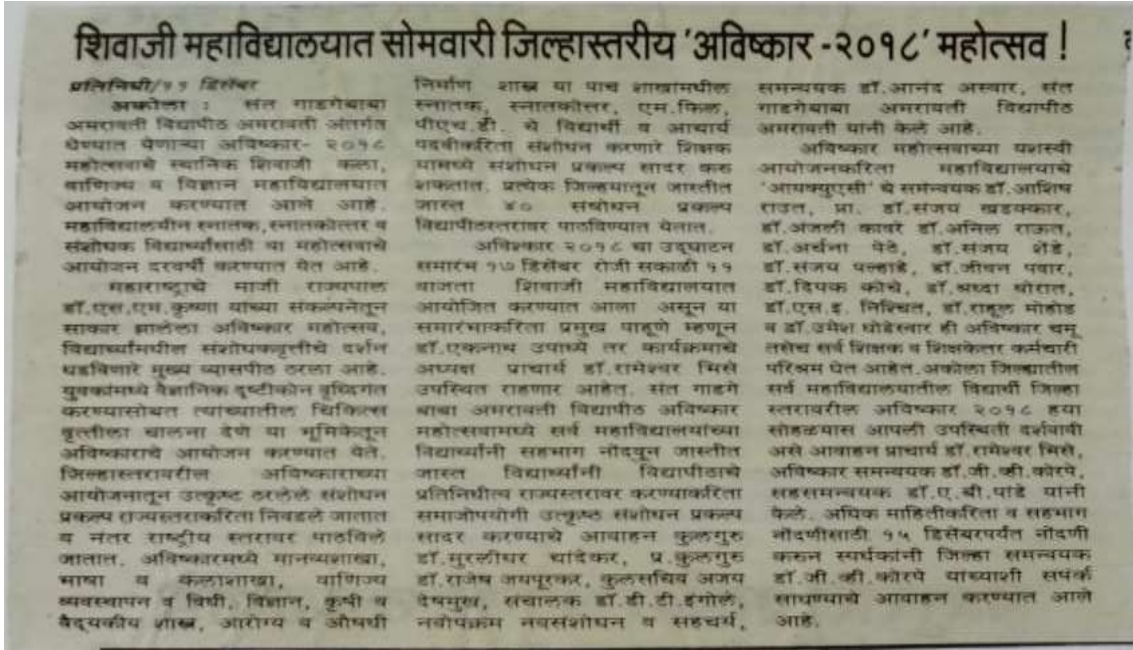 शिवाजी महाविद्यालयात सोमवारी जिल्हास्तरीय 'अविष्कार -२०१८' महोत्सव !
प्रतिनिधी/११ डिसेंबर
अकोला : संत गाडगेबाबा
अमरावती विद्यापीठ अमरावती अंतर्गत
घेण्यात येणाऱ्या अविष्कार- २०१८
महोत्सवाचे स्थानिक शिवाजी कला,
वाणिज्य व विज्ञान महाविद्यालयात
आयोजन करण्यात आले आहे.
महाविद्यालयीन स्नातक,स्नातकोत्तर व
संशोधक विद्यार्थ्यांसाठी या महोत्सवाचे
आयोजन दरवर्षी करण्यात येत आहे.
महाराष्ट्राचे माजी राज्यपाल
डॉ.एस.एम.कृष्णा यांच्या संकल्पनेतून
साकार झालेला अविष्कार महोत्सव,
विद्यार्थ्यांमधील संशोधकवृत्तीचे दर्शन
घडविणारे मुख्य व्यासपीठ ठरला आहे.
युवकांमध्ये वैज्ञानिक दृष्टीकोन वृध्दिगंत
करण्यासोबत त्यांच्यातील चिकित्स
वृत्तीला चालना देणे या भूमिकेतून
अविष्काराचे आयोजन करण्यात येते.
जिल्हास्तरावरील अविष्काराच्या
आयोजनातून उत्कृष्ट ठरलेले संशोधन
प्रकल्प राज्यस्तराकरिता निवडले जातात
व नंतर राष्ट्रीय स्तरावर पाठविले
जातात. अविष्कारमध्ये मानव्यशाखा,
भाषा व कलाशाखा, वाणिज्य
व्यवस्थापन व विधी, विज्ञान, कृषी व
वैद्यकीय शास्त्र, आरोग्य व औषधी
निर्माण शास्त्र या पाच शाखांमधील
स्नातक, स्नातकोत्तर, एम.फिल,
पीएच.डी. चे विद्यार्थी व आचार्य
पदवीकरिता संशोधन करणारे शिक्षक
यामध्ये संशोधन प्रकल्प सादर करु
शकतात. प्रत्येक जिल्हयातून जास्तीत
जास्त ४० संशोधन प्रकल्प
विद्यापीठस्तरावर पाठविण्यात येतात.
अविश्कार २०१८ चा उद्घाटन
समारंभ १७ डिसेंबर रोजी सकाळी ११
वाजता शिवाजी महाविद्यालयात
आयोजित करण्यात आला असून या
समारंभाकरिता प्रमुख पाहूणे म्हणून
डॉ.एकनाथ उपाध्ये तर कार्यक्रमाचे
अध्यक्ष प्राचार्य डॉ.रामेश्वर भिसे
उपस्थित राहणार आहेत. संत गाडगे
बाबा अमरावती विद्यापीठ अविष्कार
महोत्सवामध्ये सर्व महाविद्यालयांच्या
विद्यार्थ्यांनी सहभाग नोंदवून जास्तीत
जास्त विद्यार्थ्यांनी विद्यापीठाचे
प्रतिनिधीत्व राज्यस्तरावर करण्याकरिता
समाजोपयोगी उत्कृष्ठ संशोधन प्रकल्प
सादर करण्याचे आवाहन कुलगुरु
डॉ.मुरलीधर चांदेकर, प्र.कुलगुरु
डॉ.राजेष जयपूरकर, कुलसचिव अजय
देषमुख, संचालक डॉ.डी.टी.इंगोले,
नवोपक्रम नवसंशोधन व सहचर्य,
समन्वयक डॉ.आनंद अस्वार, संत
गाडगेबाबा अमरावती विद्यापीठ
अमरावती यांनी केले आहे.
अविष्कार महोत्सवाच्या यशस्वी
आयोजनकरिता महाविद्यालयाचे
'आयक्युएसी' चे समन्वयक डॉ.आशिष
राउत, प्रा. डॉ.संजय खडक्कार,
डॉ.अंजली कावरे डॉ.अनिल राऊत,
डॉ.अर्चना पेठे, डॉ.संजय शेंडे,
डॉ.संजय पल्हाडे, डॉ.जीवन पवार,
डॉ.दिपक कोचे, डॉ.श्रध्दा थोरात,
डॉ.एस.इ. निश्चित, डॉ.राहूल मोहोड
व डॉ.उमेश घोडेस्वार ही अविष्कार चमू
तसेच सर्व शिक्षक व शिक्षकेत्तर कर्मचारी
परिश्रम घेत आहेत.अकोला जिल्ह्यातील
सर्व महाविद्यालयातील विद्यार्थी जिल्हा
स्तरावरील अविष्कार २०१८ हया
सोहळयास आपली उपस्थिती दर्शवावी
असे आवाहन प्राचार्य डॉ.रामेश्वर भिसे,
अविष्कार समन्वयक डॉ.जी.व्ही.कोरपे,
सहसमन्वयक डॉ.ए.बी.पांडे यांनी
केले. अधिक माहितीकरिता व सहभाग
नोंदणीसाठी १५ डिसेंबरपर्यंत नोंदणी
करुन स्पर्धकांनी जिल्हा समन्वयक
डॉ.जी.व्ही.कोरपे यांच्याशी संपर्क
साधण्याचे आवाहन करण्यात आले
आहे.